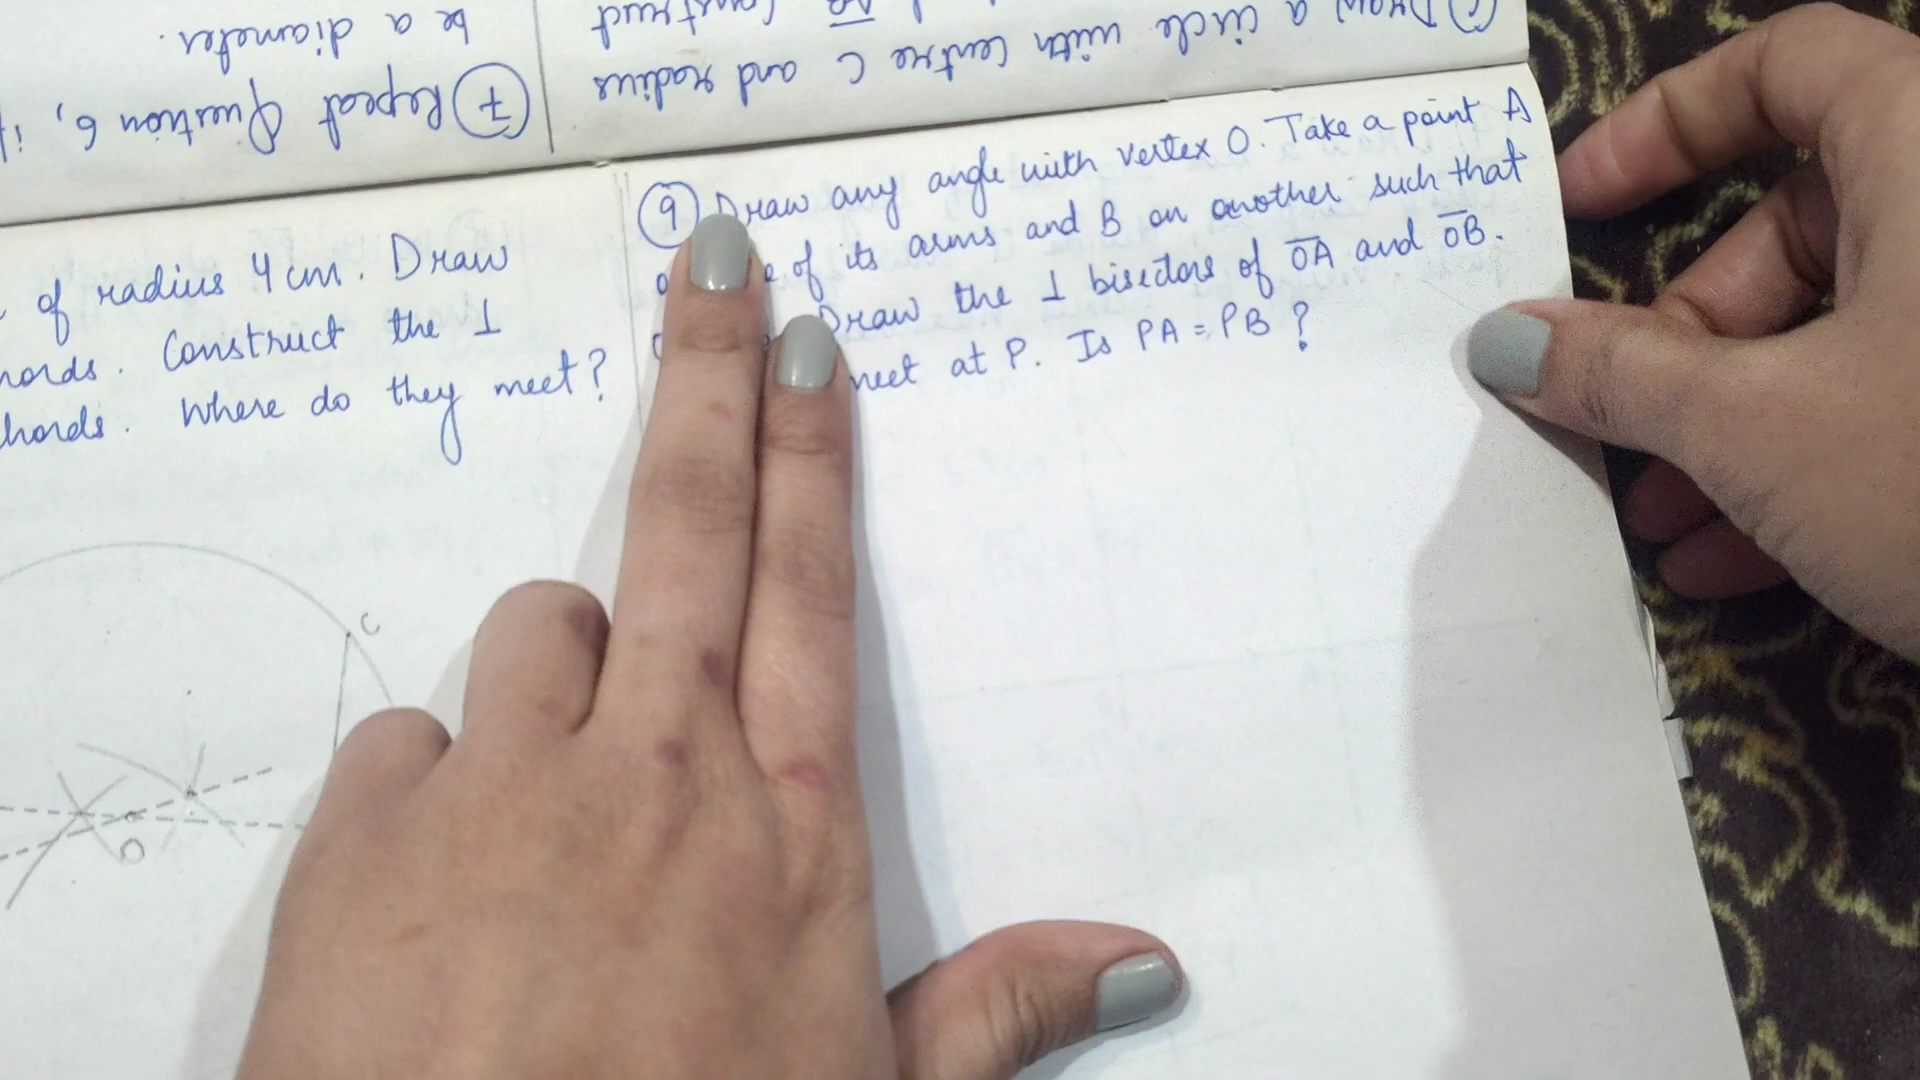 6 Draw a circle with centre C and radius
construct
7 Repeat Question 6, if
be a diameter.
of radius 4 cm. Draw
hords. Construct the ⊥
hords. Where do they meet?
9 Draw any angle with vertex O. Take a point A
of its arms and B on another such that
Draw the ⊥ bisectors of O̅A̅ and O̅B̅.
meet at P. Is PA = PB ?
C
O